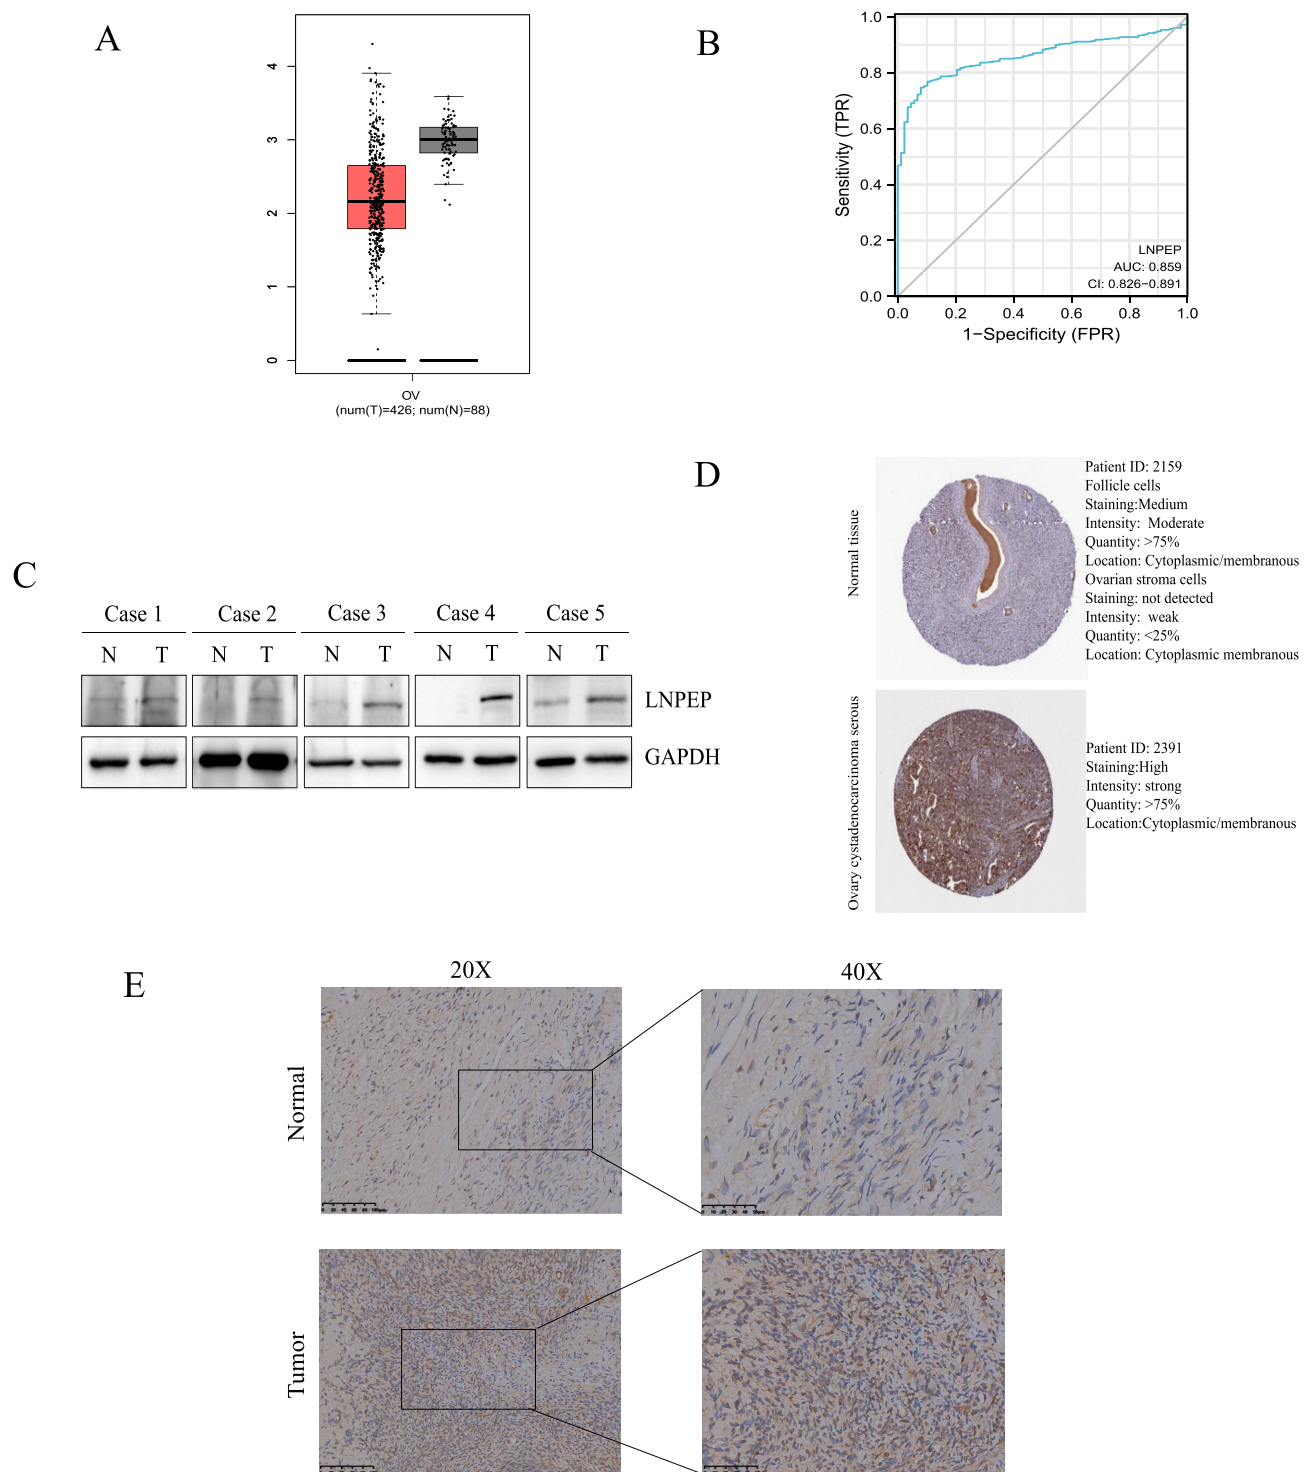 A
4
3
2
1
0
OV
(num(T)=426; num(N)=88)
B
1.0
0.8
0.6
0.4
0.2
0.0
Sensitivity (TPR)
LNPEP
AUC: 0.859
CI: 0.826−0.891
0.0 0.2 0.4 0.6 0.8 1.0
1−Specificity (FPR)
C
Case 1 Case 2 Case 3 Case 4 Case 5
N T N T N T N T N T
LNPEP
GAPDH
D
Normal tissue
Patient ID: 2159
Follicle cells
Staining:Medium
Intensity: Moderate
Quantity: >75%
Location: Cytoplasmic/membranous
Ovarian stroma cells
Staining: not detected
Intensity: weak
Quantity: <25%
Location: Cytoplasmic membranous
Ovary cystadenocarcinoma serous
Patient ID: 2391
Staining:High
Intensity: strong
Quantity: >75%
Location:Cytoplasmic/membranous
E
20X 40X
Normal
Tumor